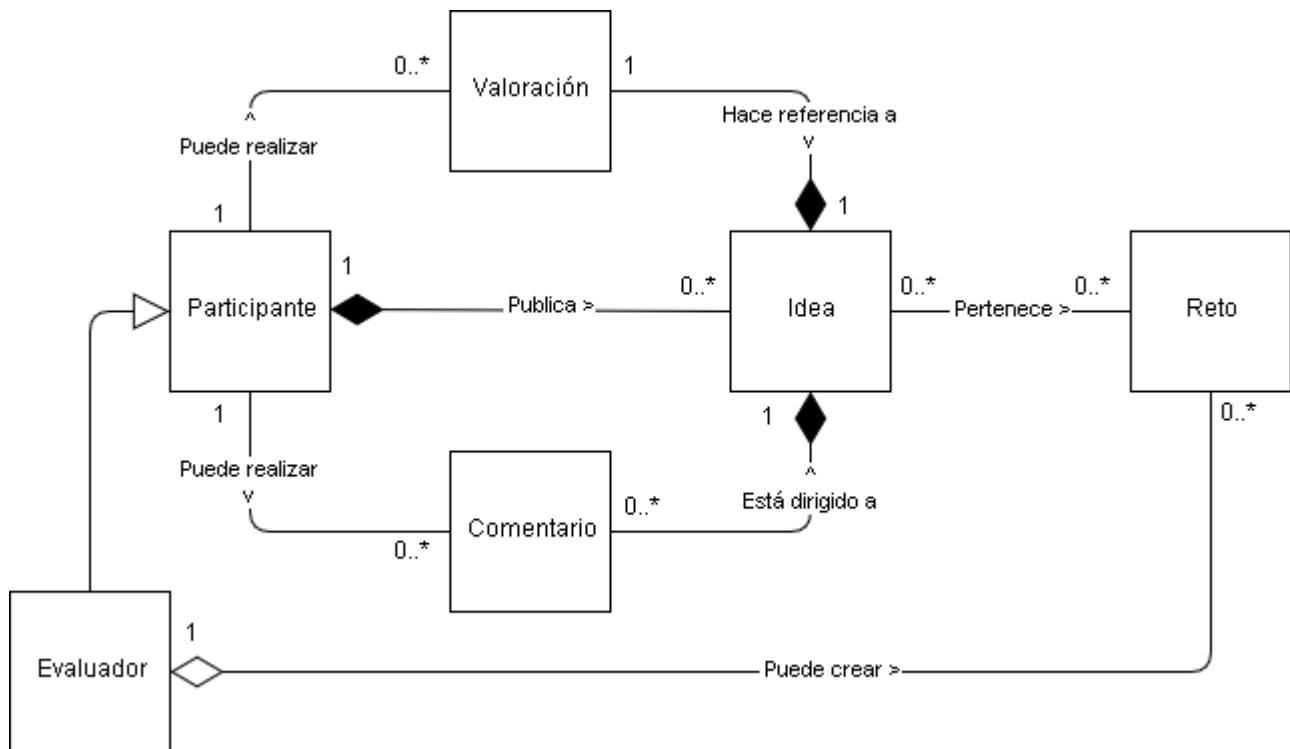 0..*
Valoración
1
Puede realizar
Hace referencia a
1
1
Participante
1
Publica >
0..*
Idea
0..*
Pertenece >
0..*
Reto
1
1
0..*
Puede realizar
Comentario
0..*
0..*
Está dirigido a
Evaluador
1
Puede crear >